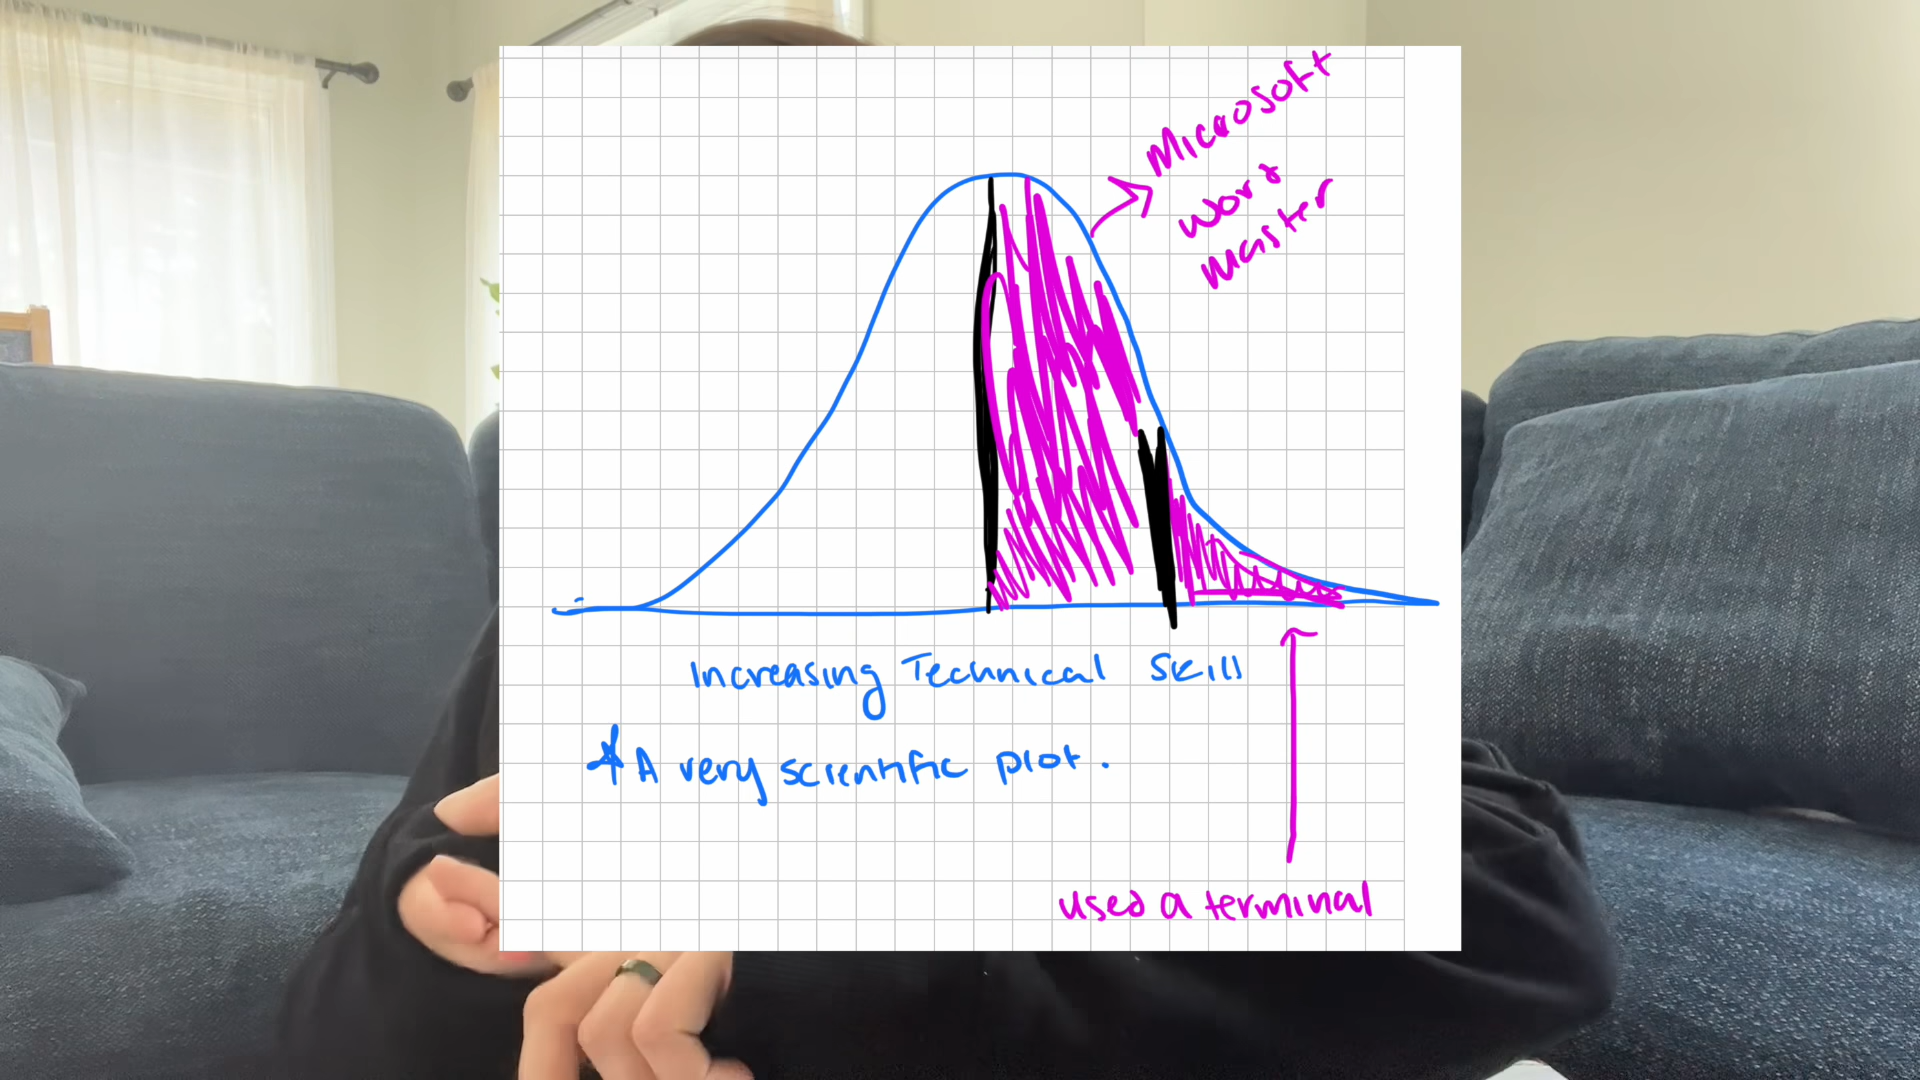 Microsoft
Word
Master
Increasing Technical Skill
* A very scientific plot.
used a terminal